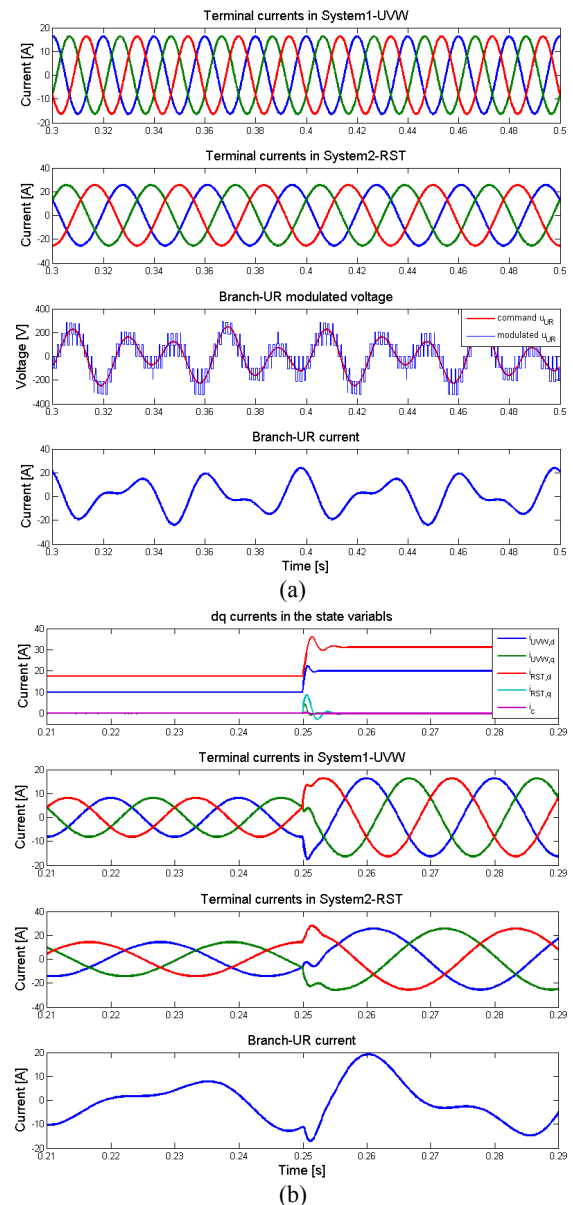 Terminal currents in System1-UVW
Current [A]
20
10
0
-10
20
0.3 0.32 0.34 0.36 0.38 0.4 0.42 0.44 0.46 0.48 0.5
Terminal currents in System2-RST
Current [A]
40
20
0
-20
-40
0.3 0.32 0.34 0.36 0.38 0.4 0.42 0.44 0.46 0.48 0.5
Branch-UR modulated voltage
Voltage [V]
400
200
0
-200
-400
command uUR
modulated uUR
0.3 0.32 0.34 0.36 0.38 0.4 0.42 0.44 0.46 0.48 0.5
Branch-UR current
Current [A]
40
20
0
-20
-40
0.3 0.32 0.34 0.36 0.38 0.4 0.42 0.44 0.46 0.48 0.5
Time [s]
(a)
dq currents in the state variabls
Current [A]
40
30
20
10
0
iUVW,d
iUVW,q
iRST,d
iRST,q
ic
0.21 0.22 0.23 0.24 0.25 0.26 0.27 0.28 0.29
Terminal currents in System1-UVW
Current [A]
20
10
0
-10
-20
0.21 0.22 0.23 0.24 0.25 0.26 0.27 0.28 0.29
Terminal currents in System2-RST
Current [A]
40
20
0
-20
-40
0.21 0.22 0.23 0.24 0.25 0.26 0.27 0.28 0.29
Branch-UR current
Current [A]
20
10
0
-10
-20
0.21 0.22 0.23 0.24 0.25 0.26 0.27 0.28 0.29
Time [s]
(b)